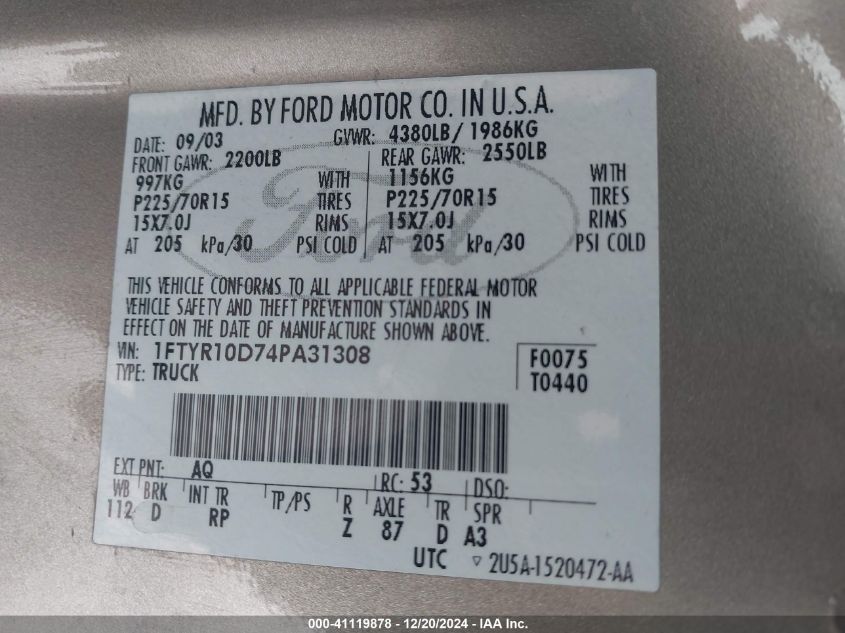 MFD. BY FORD MOTOR CO. IN U.S.A.
DATE: 09/03 GVWR: 4380LB/ 1986KG
FRONT GAWR: 2200LB REAR GAWR: 2550LB
997KG WITH 1156KG WITH
P225/70R15 TIRES P225/70R15 TIRES
15X7.0J RIMS 15X7.0J RIMS
AT 205 kPa/30 PSI COLD AT 205 kPa/30 PSI COLD
Ford
THIS VEHICLE CONFORMS TO ALL APPLICABLE FEDERAL MOTOR
VEHICLE SAFETY AND THEFT PREVENTION STANDARDS IN
EFFECT ON THE DATE OF MANUFACTURE SHOWN ABOVE.
VIN: 1FTYR10D74PA31308 F0075
TYPE: TRUCK T0440
EXT PNT: AQ RC: 53 DSO:
WB BRK INT TR TP/PS R AXLE TR SPR
112 D RP Z 87 D A3
UTC ▽ 2U5A-1520472-AA
000-41119878 - 12/20/2024 - IAA Inc.